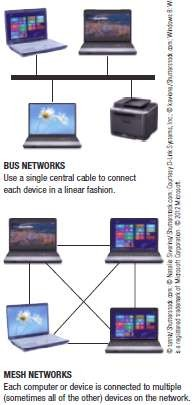 BUS NETWORKS
Use a single central cable to connect
each device in a linear fashion.
MESH NETWORKS
Each computer or device is connected to multiple
(sometimes all of the other) devices on the network.